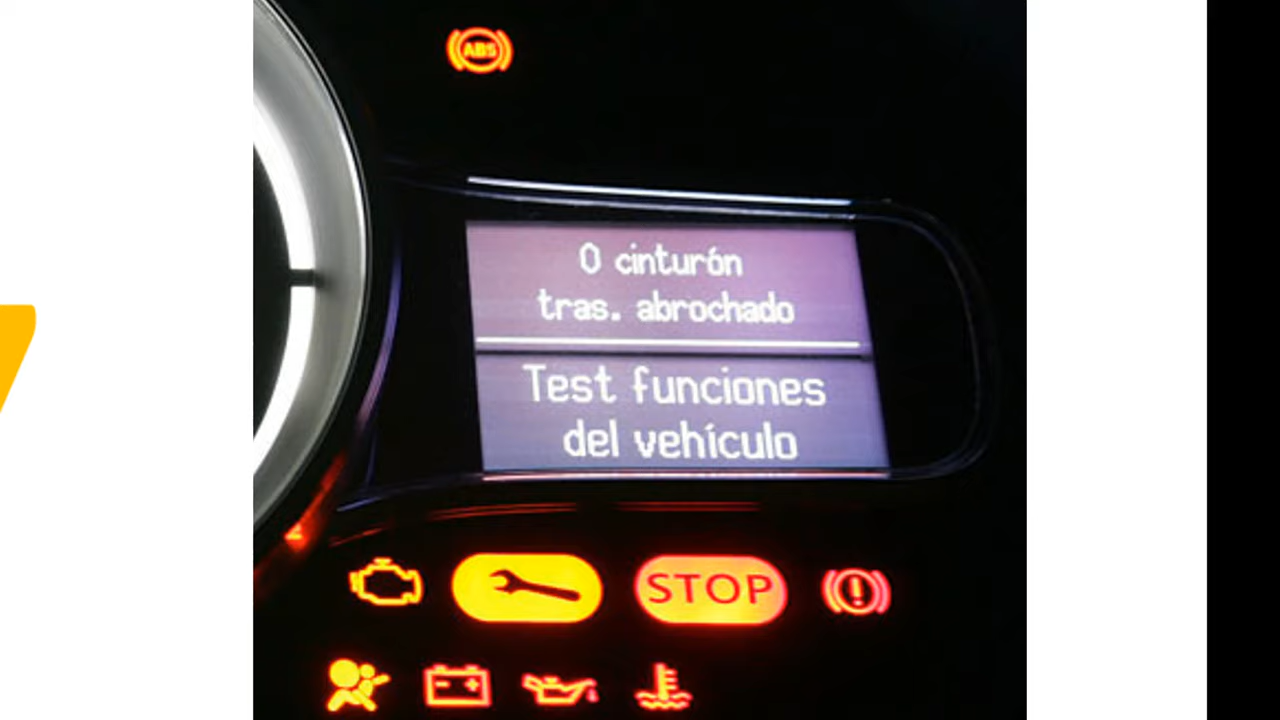 ABS
0 cinturón
tras. abrochado
Test funciones
del vehículo
STOP